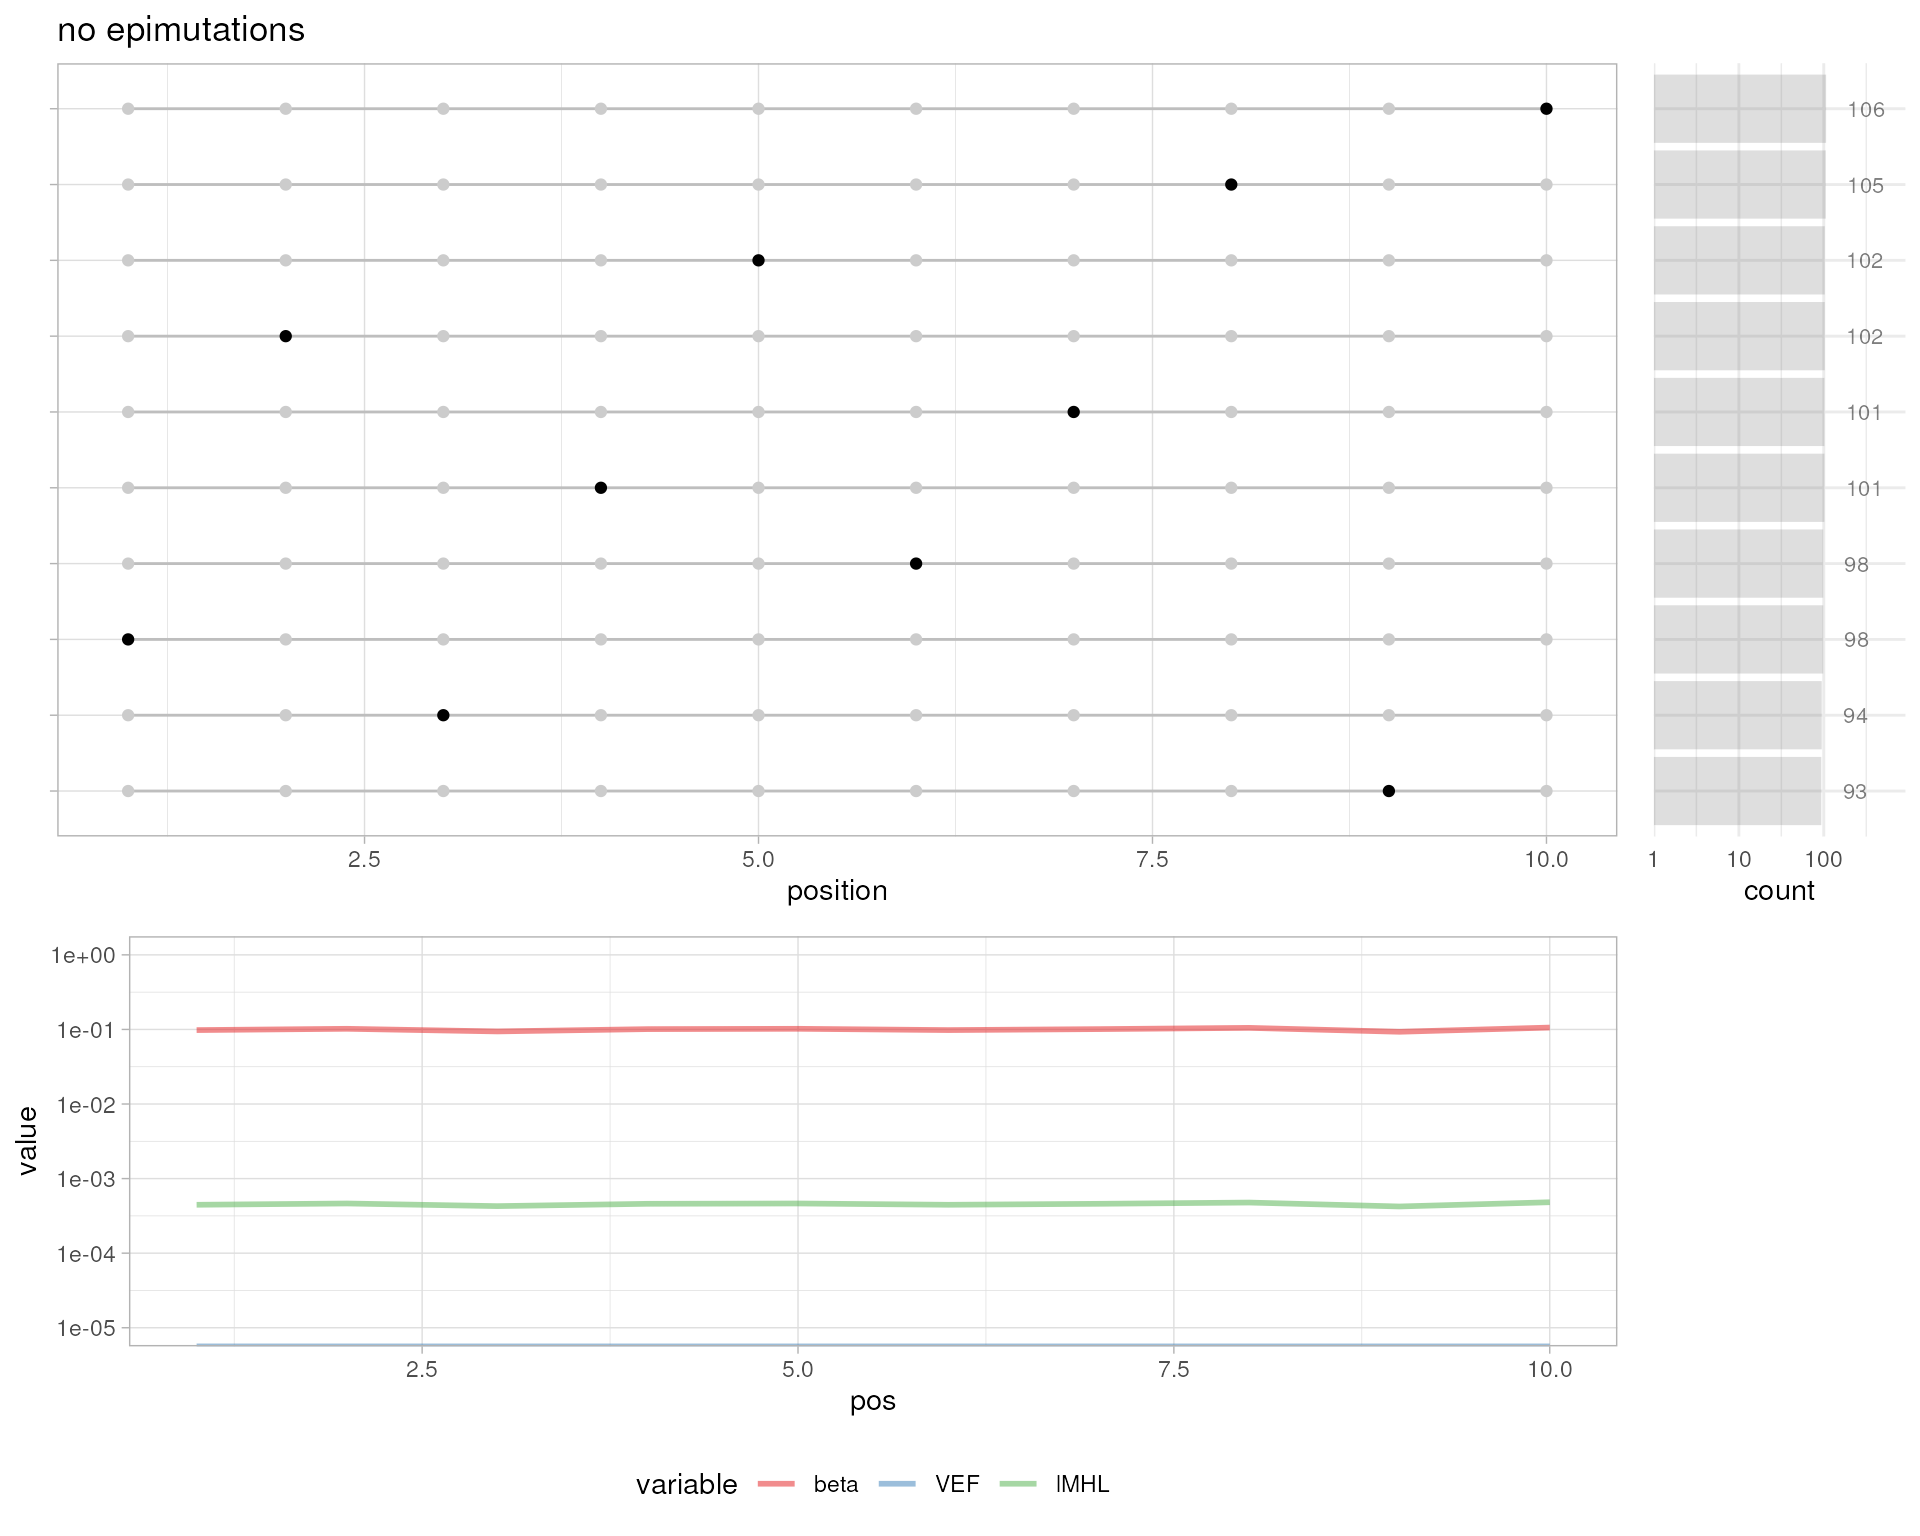 no epimutations
106
105
102
102
101
101
98
98
94
93
2.5 5.0 7.5 10.0
position
1 10 100
count
1e+00
1e-01
1e-02
1e-03
1e-04
1e-05
value
2.5 5.0 7.5 10.0
pos
variable beta VEF lMHL